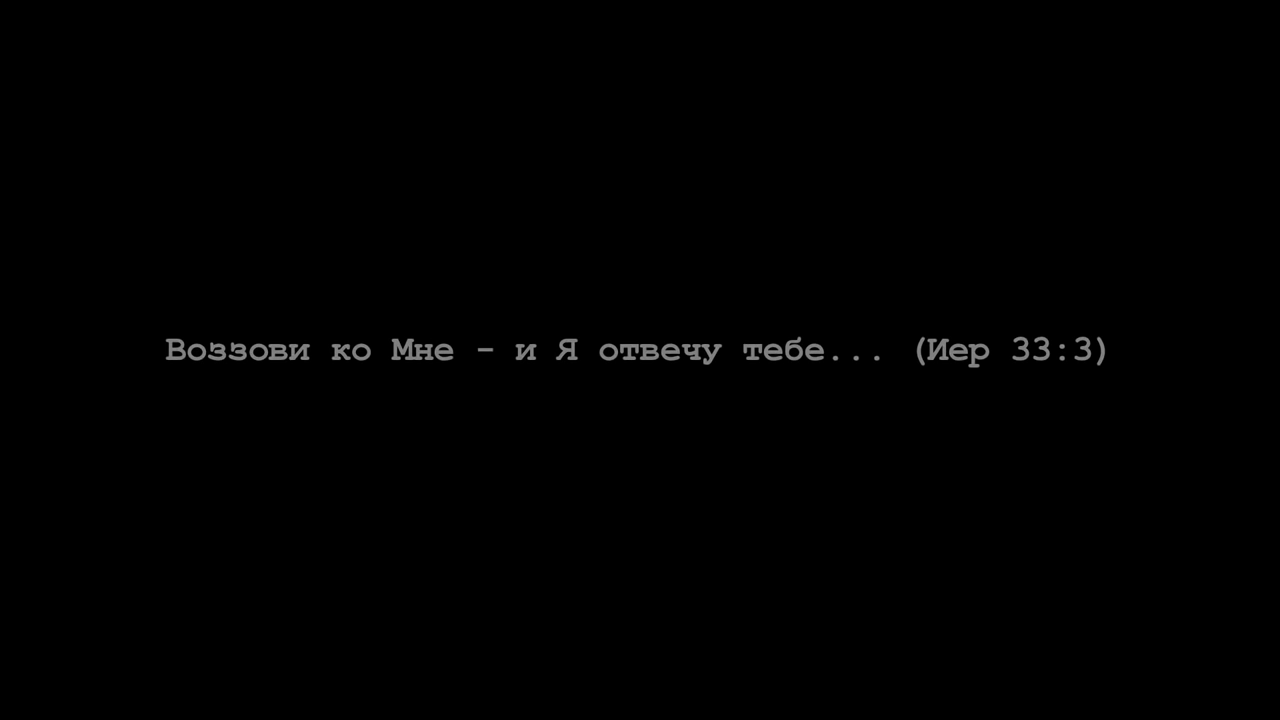 Воззови ко Мне - и Я отвечу тебе... (Иер 33:3)